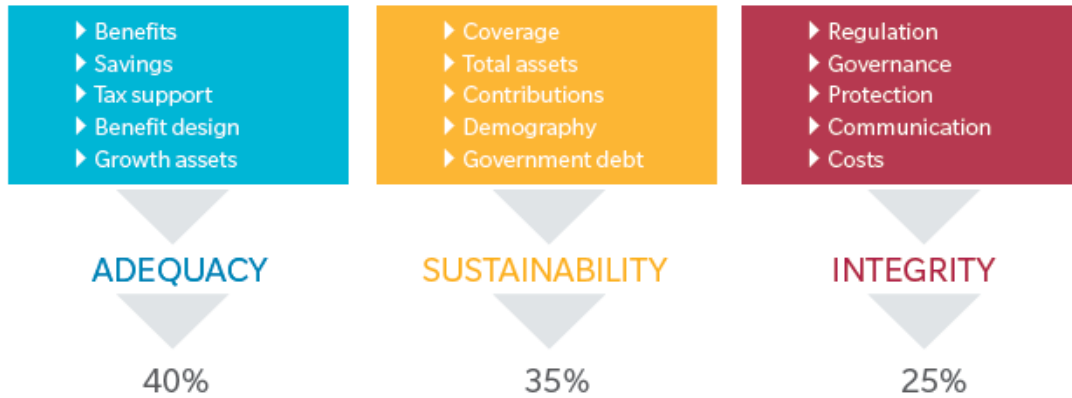 Benefits
Savings
Tax support
Benefit design
Growth assets
ADEQUACY
40%
Coverage
Total assets
Contributions
Demography
Government debt
SUSTAINABILITY
35%
Regulation
Governance
Protection
Communication
Costs
INTEGRITY
25%